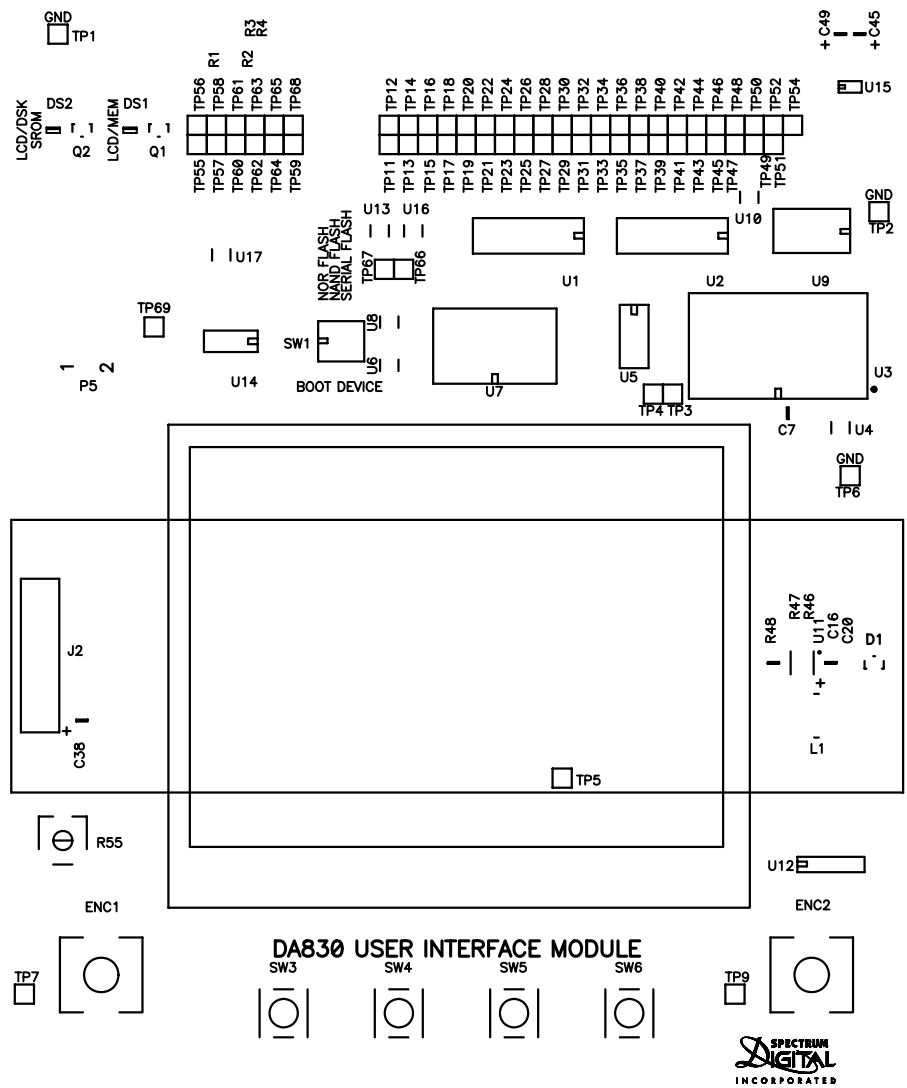 GND
TP1
R3
R4
+ C49
+ C45
R1
R2
U15
LCD/DSK
SROM
DS2
Q2
LCD/MEM
DS1
Q1
TP56
TP58
TP61
TP63
TP65
TP68
TP55
TP57
TP60
TP62
TP64
TP59
TP12
TP14
TP16
TP18
TP20
TP22
TP24
TP26
TP28
TP30
TP32
TP34
TP36
TP38
TP40
TP42
TP44
TP46
TP48
TP50
TP52
TP54
TP11
TP13
TP15
TP17
TP19
TP21
TP23
TP25
TP27
TP29
TP31
TP33
TP35
TP37
TP39
TP41
TP43
TP45
TP47
TP49
TP51
GND
TP2
U13
U16
U10
U17
NOR FLASH
NAND FLASH
SERIAL FLASH
TP67
TP66
U1
U2
U9
TP69
U8
SW1
U6
1
2
P5
U14
BOOT DEVICE
U7
U5
U3
TP4
TP3
C7
U4
GND
TP6
J2
+
C38
R48
R47
R46
U11
C16
C20
D1
+
L1
TP5
R55
U12
ENC1
ENC2
DA830 USER INTERFACE MODULE
TP7
SW3
SW4
SW5
SW6
TP9
SPECTRUM
DIGITAL
INCORPORATED